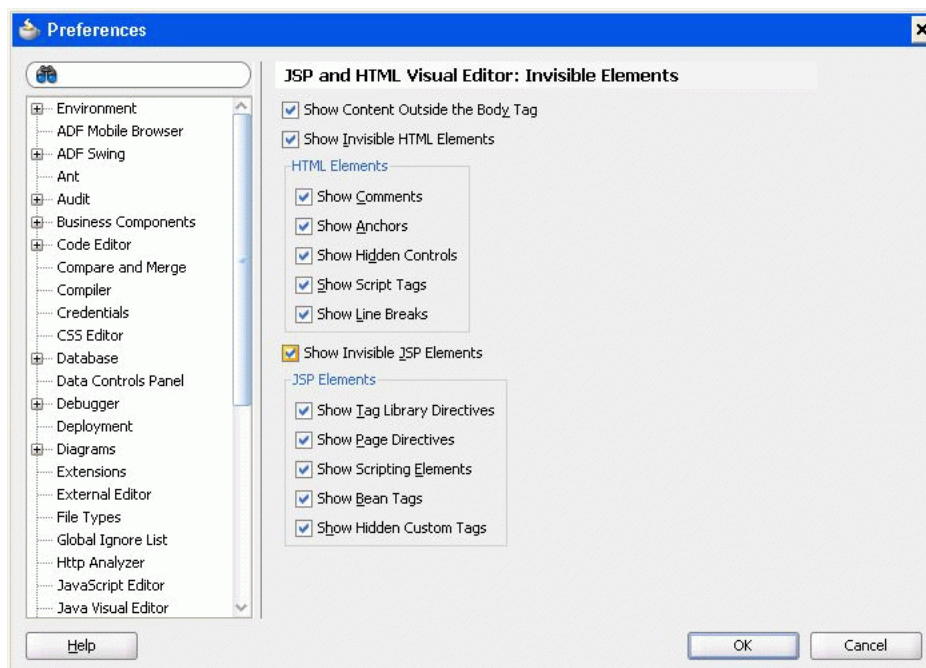 Preferences
JSP and HTML Visual Editor: Invisible Elements
Environment
ADF Mobile Browser
ADF Swing
Ant
Audit
Business Components
Code Editor
Compare and Merge
Compiler
Credentials
CSS Editor
Database
Data Controls Panel
Debugger
Deployment
Diagrams
Extensions
External Editor
File Types
Global Ignore List
Http Analyzer
JavaScript Editor
Java Visual Editor
Show Content Outside the Body Tag
Show Invisible HTML Elements
HTML Elements
Show Comments
Show Anchors
Show Hidden Controls
Show Script Tags
Show Line Breaks
Show Invisible JSP Elements
JSP Elements
Show Tag Library Directives
Show Page Directives
Show Scripting Elements
Show Bean Tags
Show Hidden Custom Tags
Help
OK
Cancel